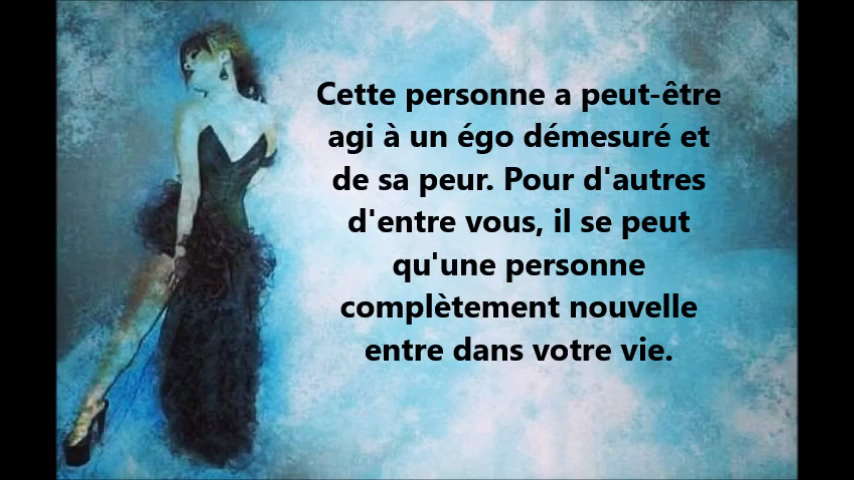 Cette personne a peut-être
agi à un égo démesuré et
de sa peur. Pour d'autres
d'entre vous, il se peut
qu'une personne
complètement nouvelle
entre dans votre vie.